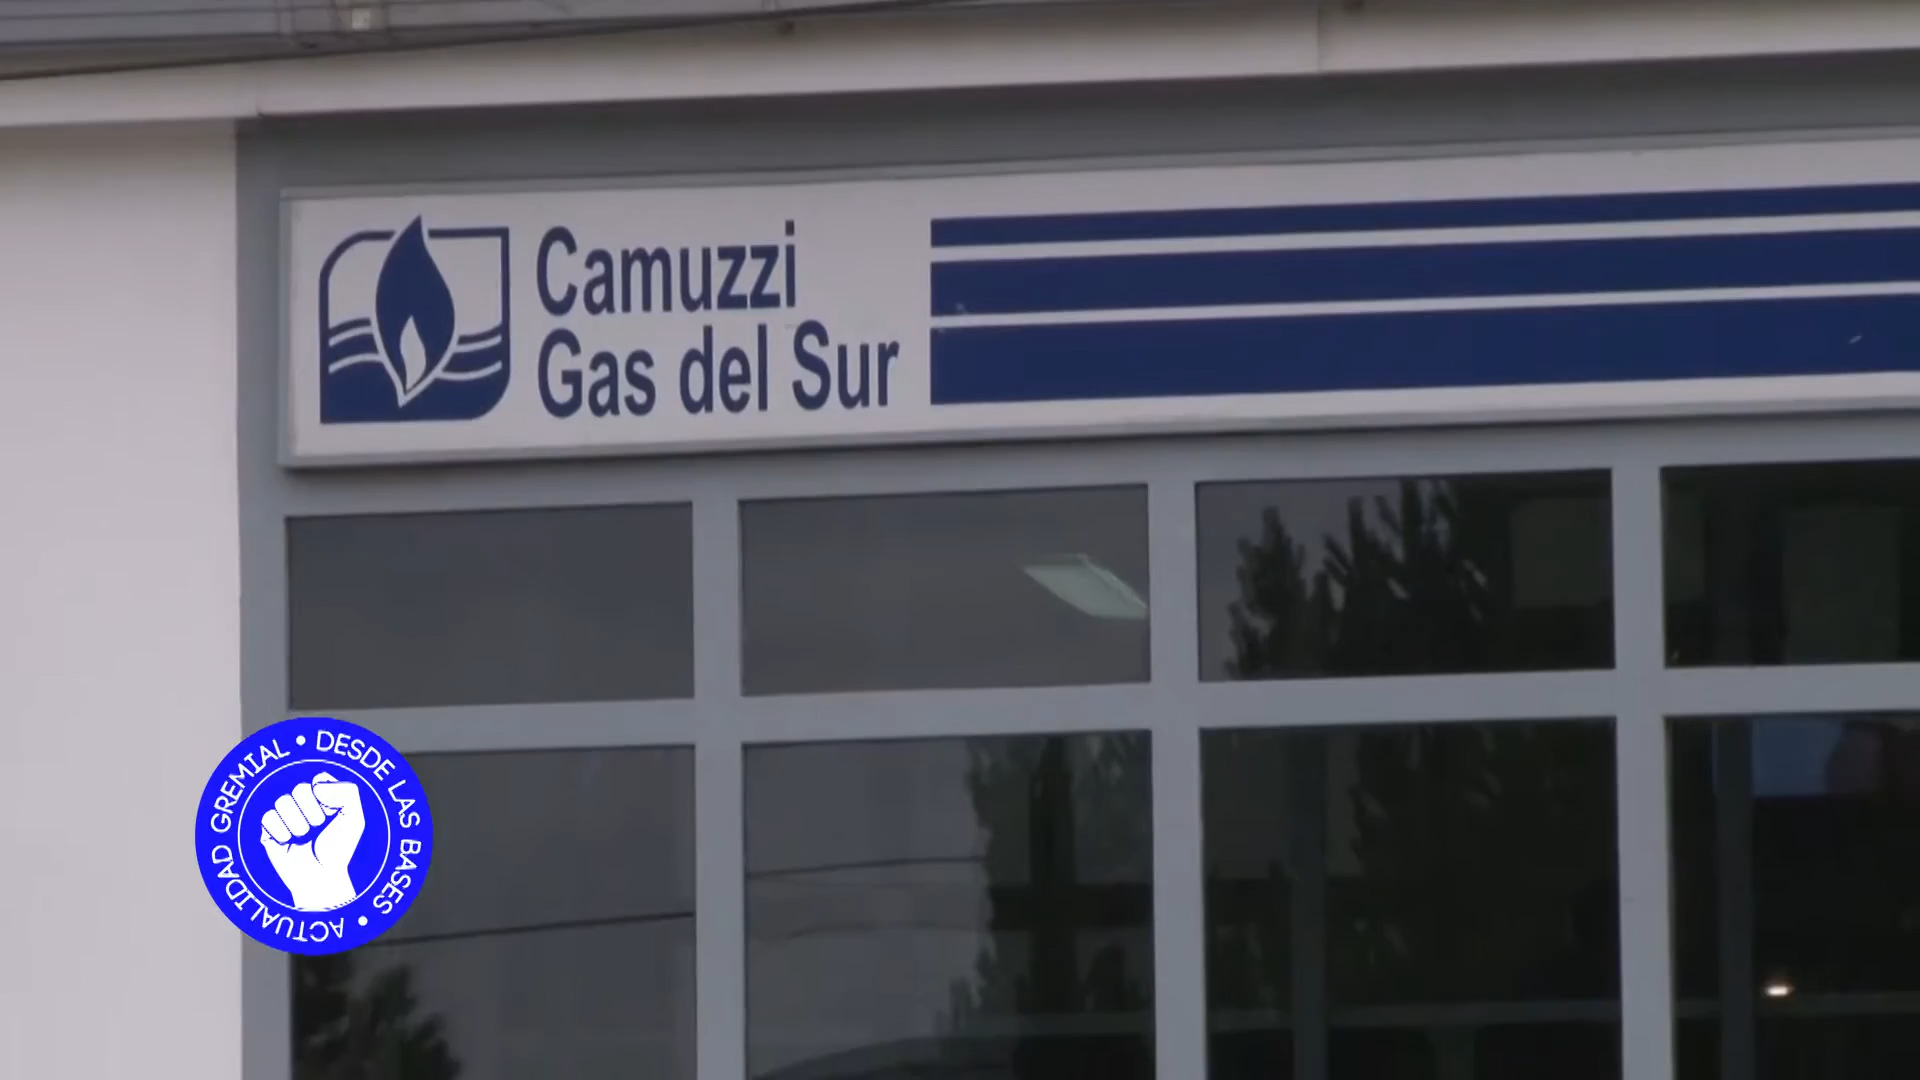 Camuzzi
Gas del Sur
DESDE LAS BASES • ACTUALIDAD GREMIAL •